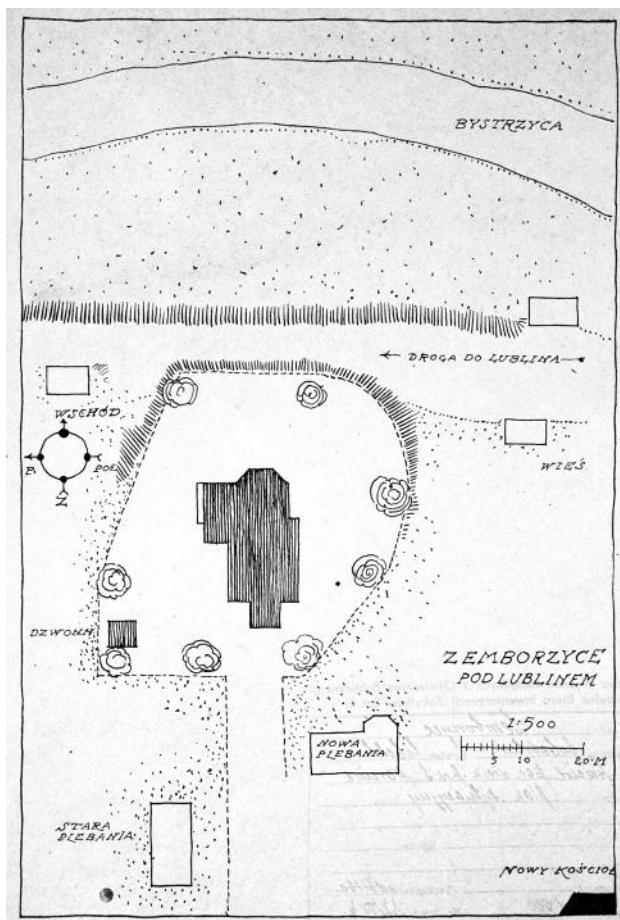 BYSTRZYCA
← DROGA DO LUBLINA →
WSCHÓD
P.
POŁ
Z
WIEŚ
DZWONN.
ZEMBORZYCE
POD LUBLINEM
1:500
5 10 20 M
NOWA
PLEBANIA
STARA
PLEBANIA
NOWY KOŚCIÓŁ